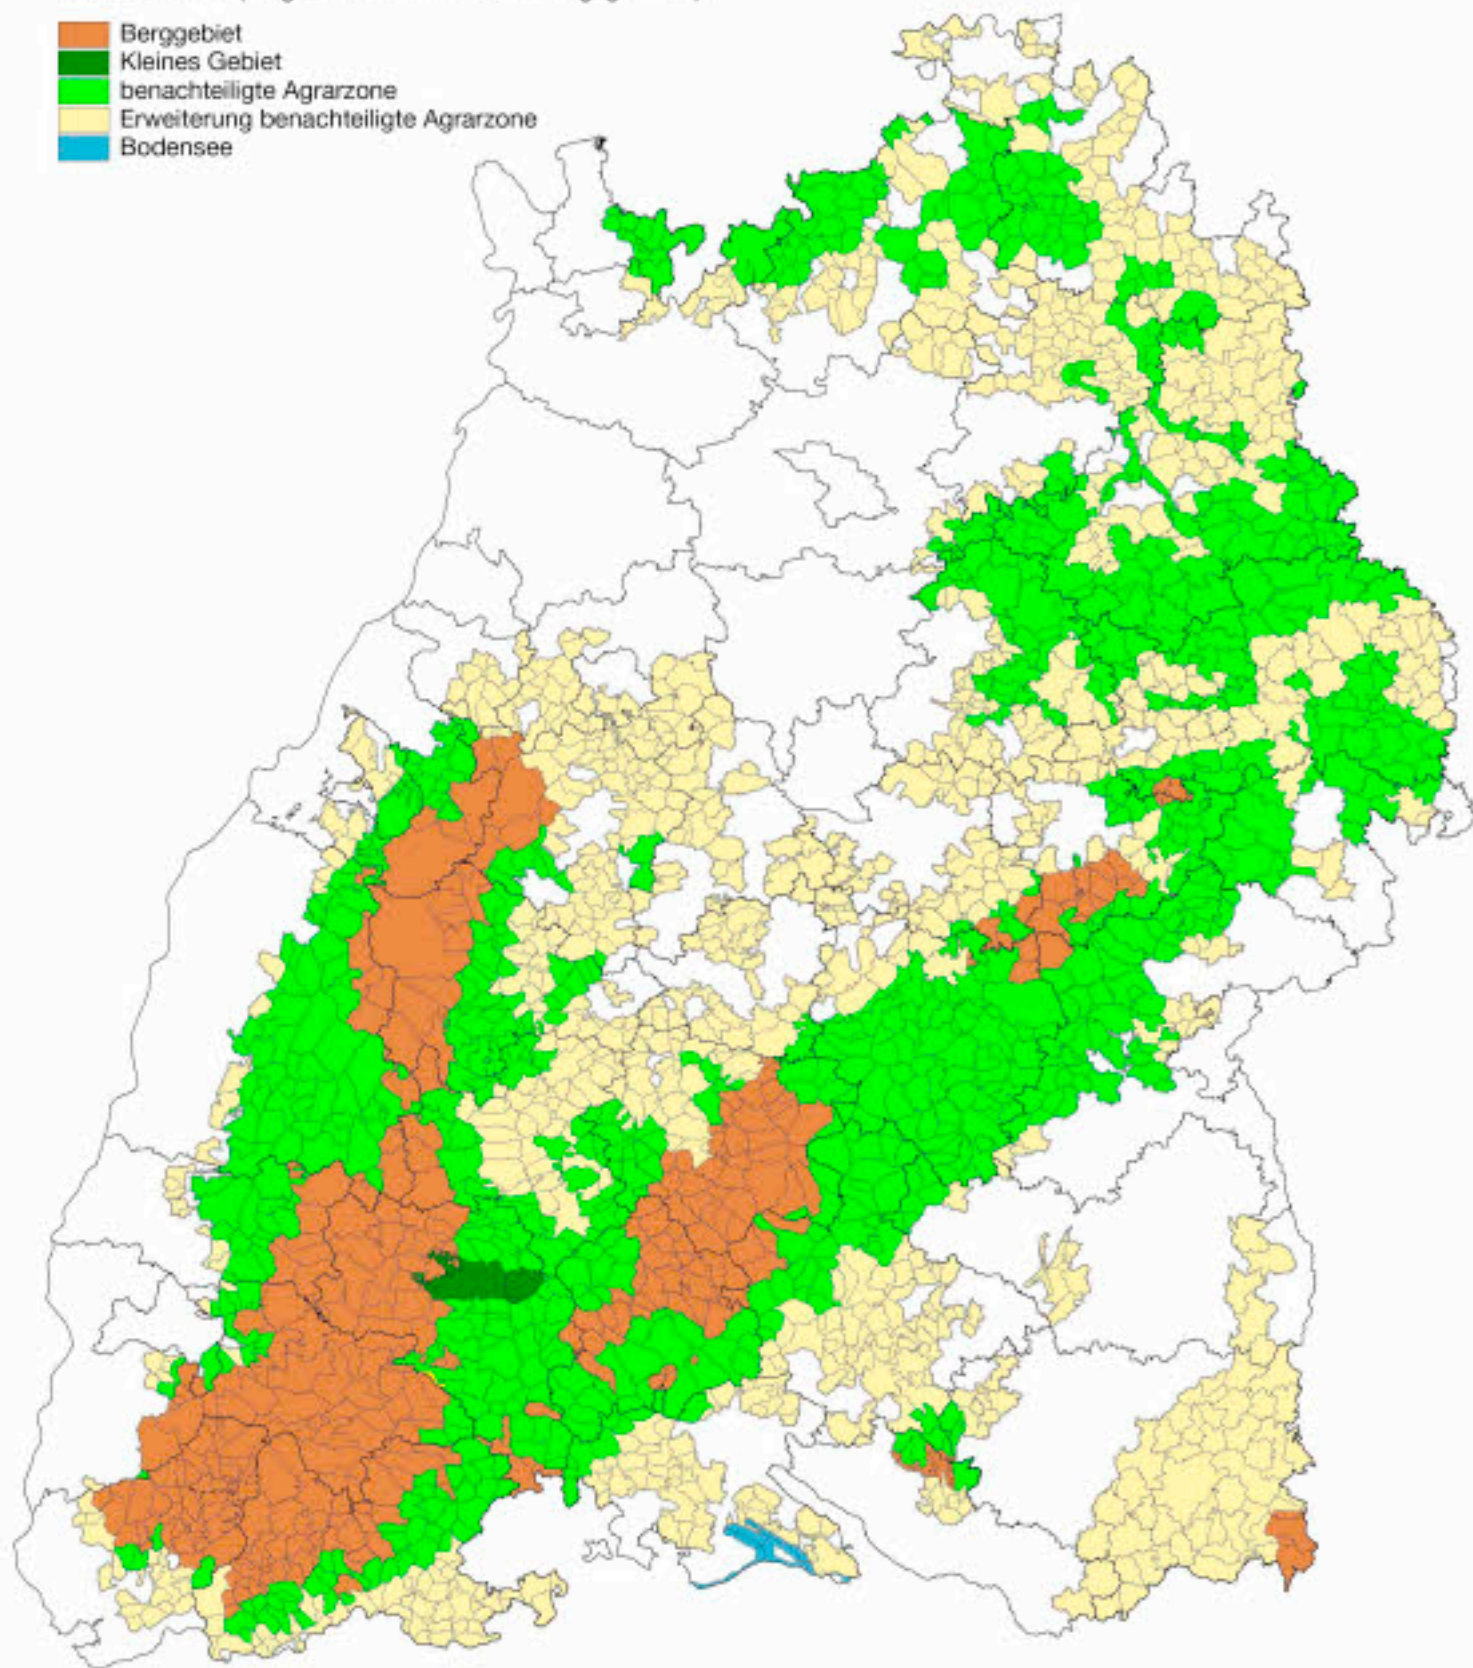 Berggebiet
Kleines Gebiet
benachteiligte Agrarzone
Erweiterung benachteiligte Agrarzone
Bodensee